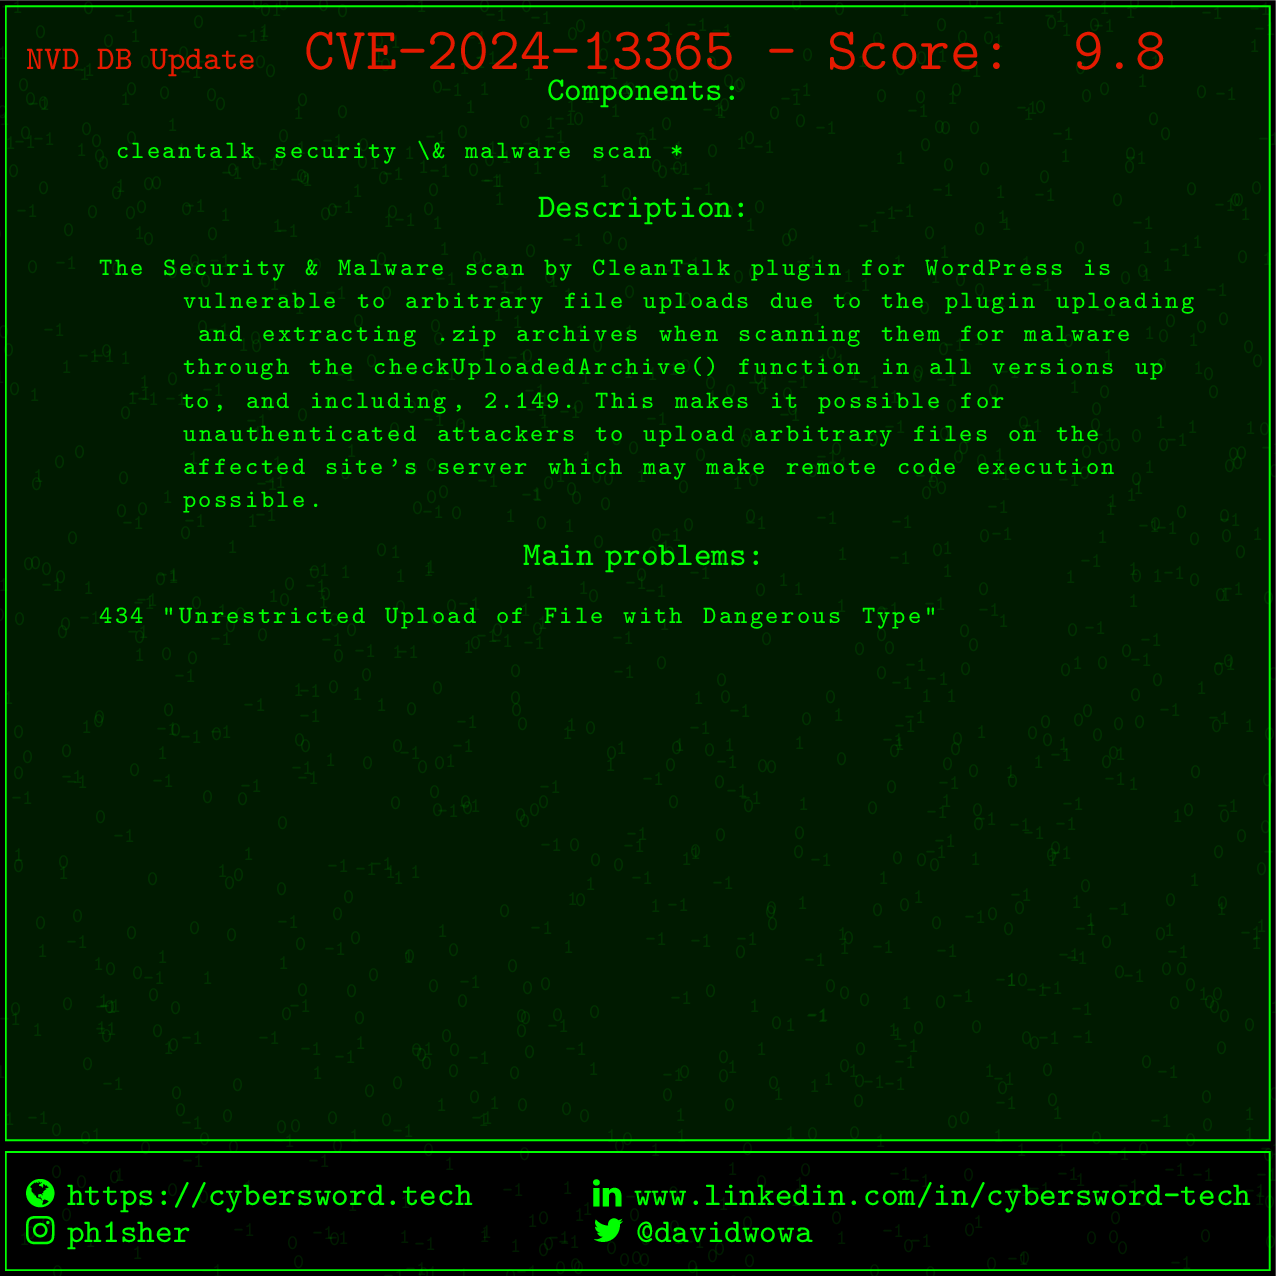 NVD DB Update CVE-2024-13365 - Score: 9.8
Components:
cleantalk security \& malware scan *
Description:
The Security & Malware scan by CleanTalk plugin for WordPress is
vulnerable to arbitrary file uploads due to the plugin uploading
and extracting .zip archives when scanning them for malware
through the checkUploadedArchive() function in all versions up
to, and including, 2.149. This makes it possible for
unauthenticated attackers to upload arbitrary files on the
affected site's server which may make remote code execution
possible.
Main problems:
434 "Unrestricted Upload of File with Dangerous Type"
https://cybersword.tech www.linkedin.com/in/cybersword-tech
ph1sher @davidwowa